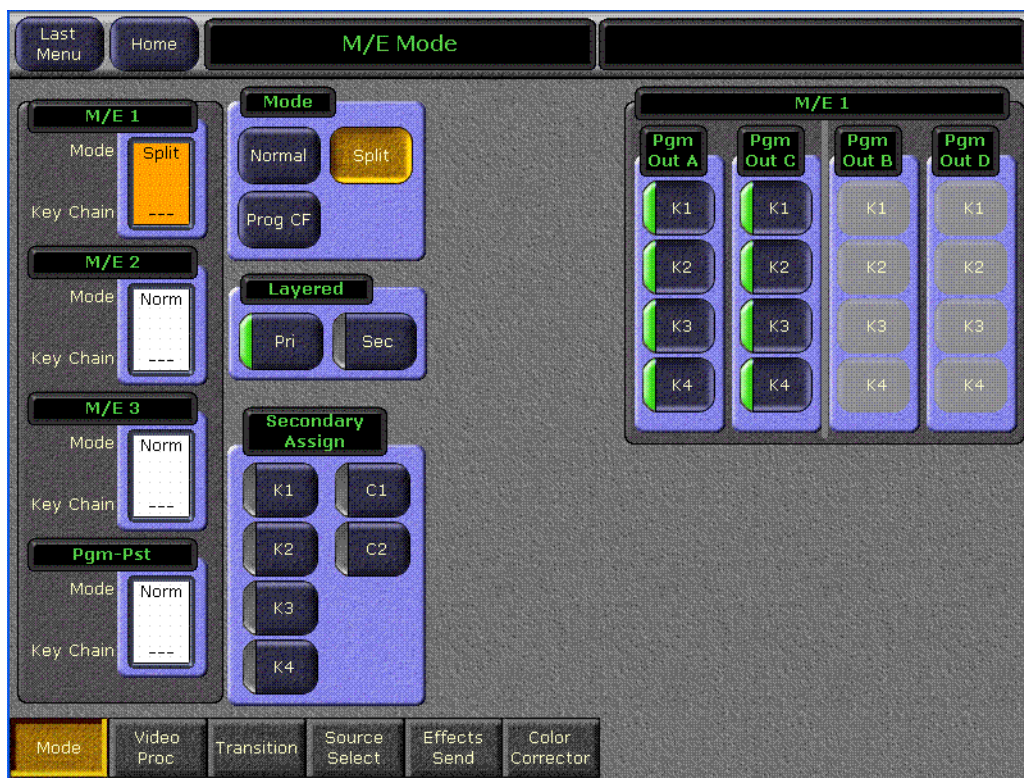 Last
Menu
Home
M/E Mode
M/E 1
Mode
Split
Key Chain
---
M/E 2
Mode
Norm
Key Chain
---
M/E 3
Mode
Norm
Key Chain
---
Pgm-Pst
Mode
Norm
Key Chain
---
Mode
Normal
Split
Prog CF
Layered
Pri
Sec
Secondary
Assign
K1
C1
K2
C2
K3
K4
M/E 1
Pgm
Out A
Pgm
Out C
Pgm
Out B
Pgm
Out D
K1
K1
K1
K1
K2
K2
K2
K2
K3
K3
K3
K3
K4
K4
K4
K4
Mode
Video
Proc
Transition
Source
Select
Effects
Send
Color
Corrector